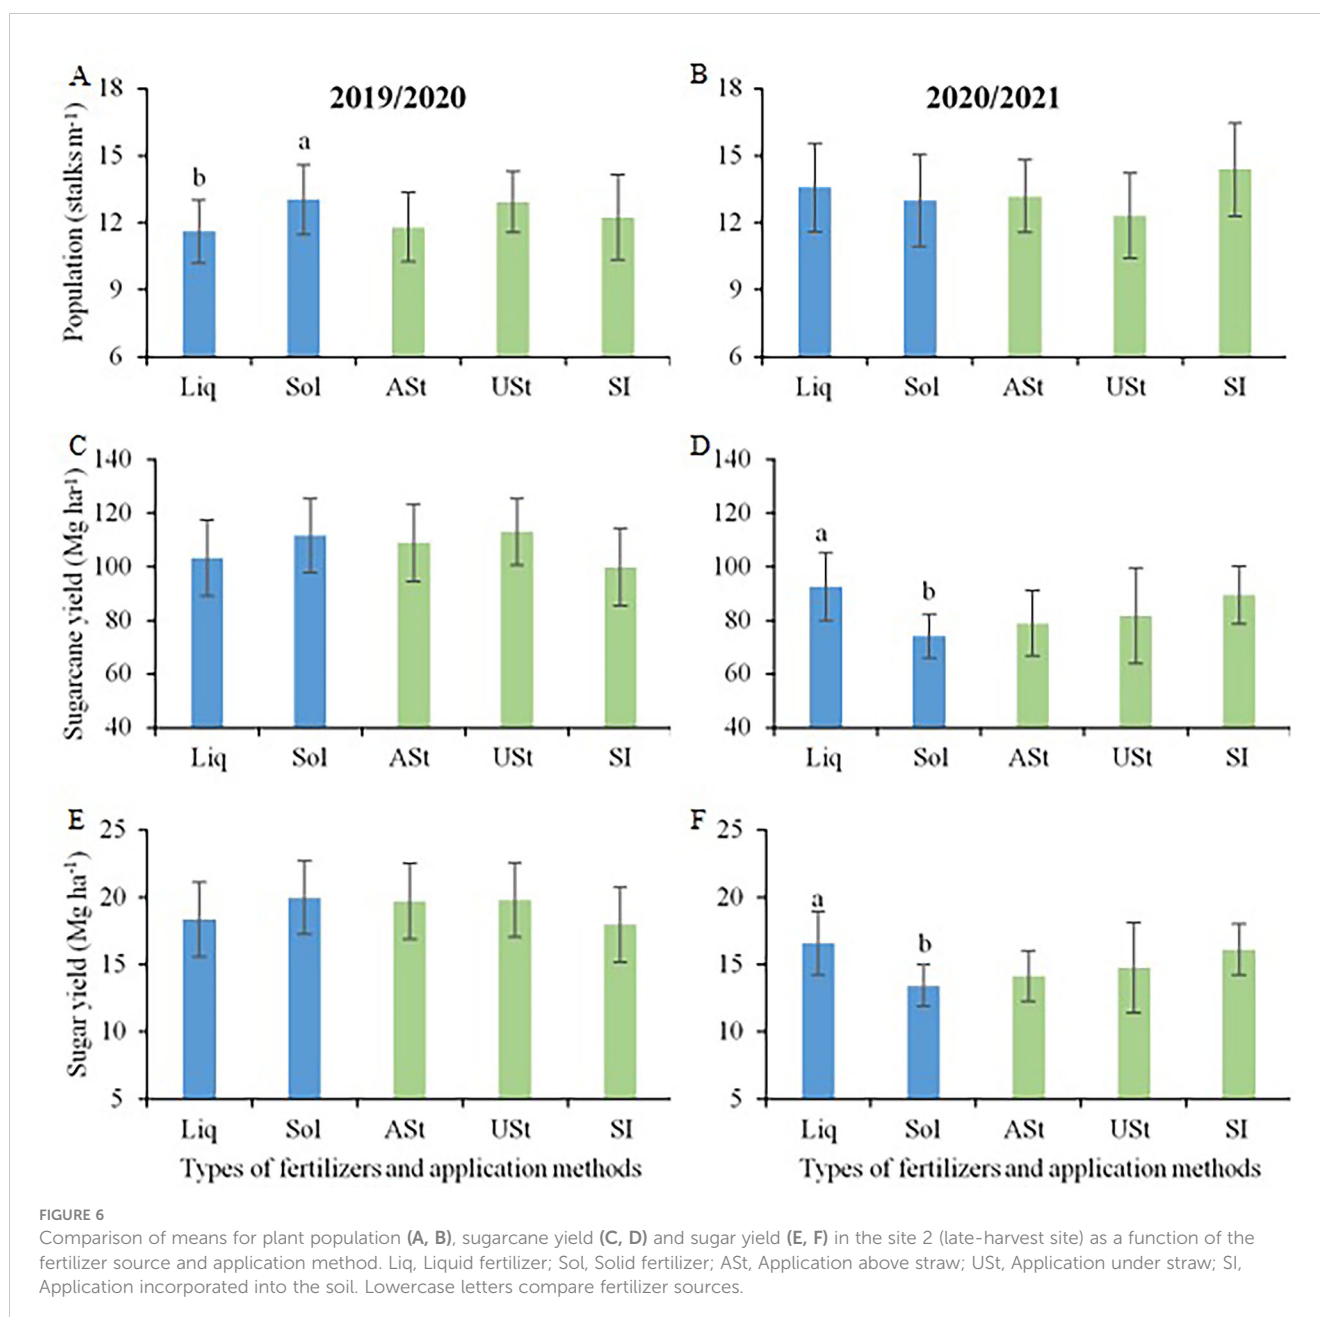 A
B
2019/2020
2020/2021
Population (stalks m-1)
18
15
12
9
6
b
a
Liq Sol ASt USt SI
18
15
12
9
6
Liq Sol ASt USt SI
C
D
Sugarcane yield (Mg ha-1)
140
120
100
80
60
40
Liq Sol ASt USt SI
140
120
100
80
60
40
a
b
Liq Sol ASt USt SI
E
F
Sugar yield (Mg ha-1)
25
20
15
10
5
Liq Sol ASt USt SI
Types of fertilizers and application methods
25
20
15
10
5
a
b
Liq Sol ASt USt SI
Types of fertilizers and application methods
FIGURE 6
Comparison of means for plant population (A, B), sugarcane yield (C, D) and sugar yield (E, F) in the site 2 (late-harvest site) as a function of the
fertilizer source and application method. Liq, Liquid fertilizer; Sol, Solid fertilizer; ASt, Application above straw; USt, Application under straw; SI,
Application incorporated into the soil. Lowercase letters compare fertilizer sources.